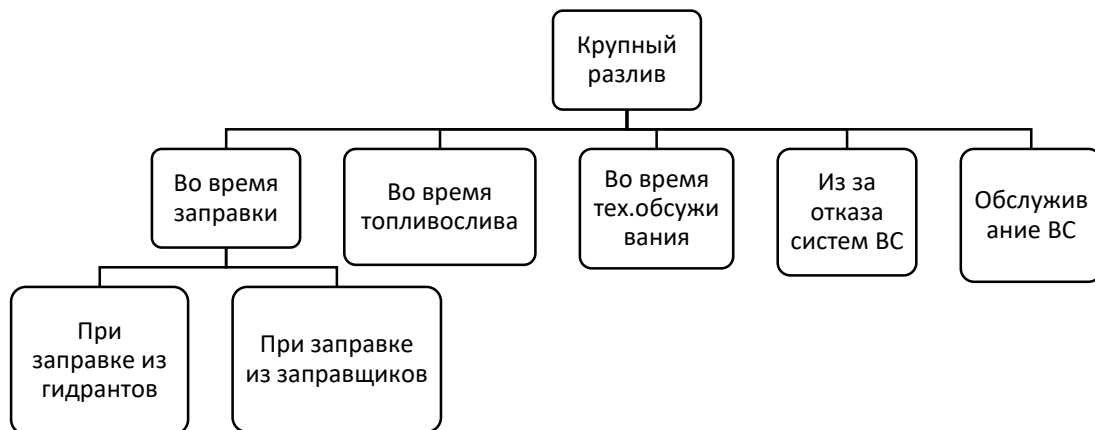 Крупный
разлив
Во время
заправки
Во время
топливослива
Во время
тех.обсужи
вания
Из за
отказа
систем ВС
Обслужив
ание ВС
При
заправке из
гидрантов
При заправке
из заправщиков